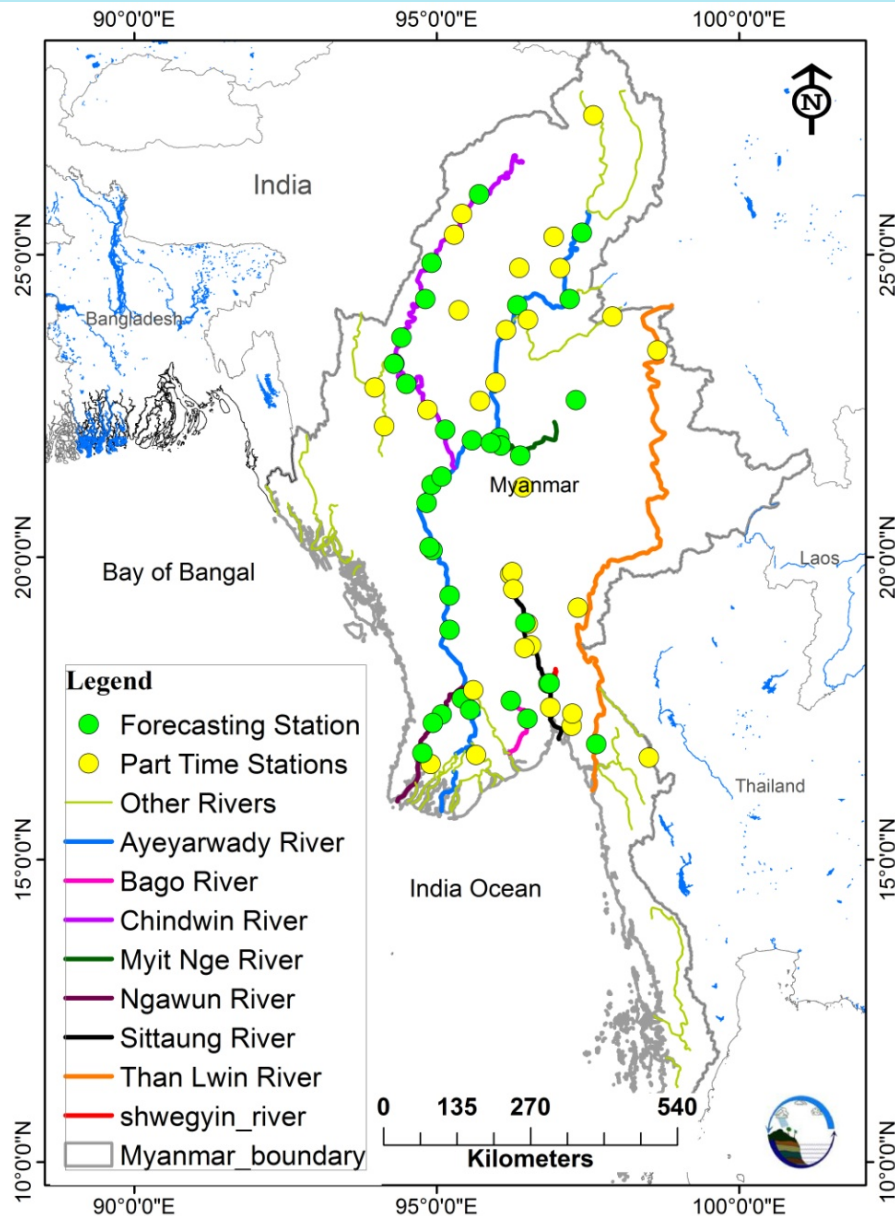 90°0'0"E 95°0'0"E 100°0'0"E
N
India
25°0'0"N 25°0'0"N
Bangladesh
Myanmar
20°0'0"N 20°0'0"N
Laos
Bay of Bangal
Legend
Forecasting Station
Part Time Stations
Other Rivers
Ayeyarwady River
Bago River
Chindwin River
Myit Nge River
Ngawun River
Sittaung River
Than Lwin River
shwegyin_river
Myanmar_boundary
Thailand
15°0'0"N 15°0'0"N
India Ocean
0 135 270 540
Kilometers
10°0'0"N 10°0'0"N
90°0'0"E 95°0'0"E 100°0'0"E